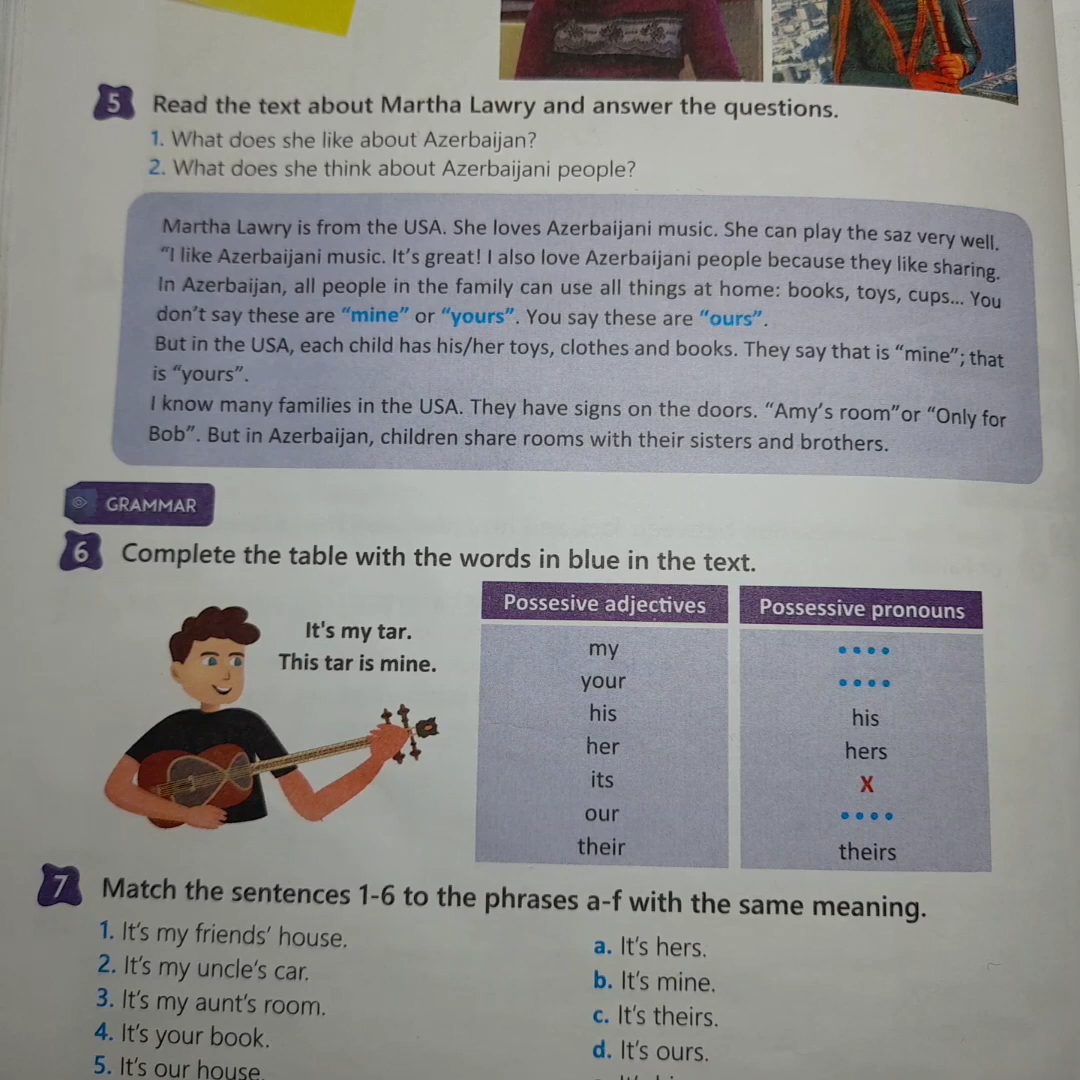 5 Read the text about Martha Lawry and answer the questions.
1. What does she like about Azerbaijan?
2. What does she think about Azerbaijani people?
Martha Lawry is from the USA. She loves Azerbaijani music. She can play the saz very well.
“I like Azerbaijani music. It’s great! I also love Azerbaijani people because they like sharing.
In Azerbaijan, all people in the family can use all things at home: books, toys, cups... You
don’t say these are “mine” or “yours”. You say these are “ours”.
But in the USA, each child has his/her toys, clothes and books. They say that is “mine”; that
is “yours”.
I know many families in the USA. They have signs on the doors. “Amy’s room”or “Only for
Bob”. But in Azerbaijan, children share rooms with their sisters and brothers.
GRAMMAR
6 Complete the table with the words in blue in the text.
It's my tar.
This tar is mine.
Possesive adjectives Possessive pronouns
my ....
your ....
his his
her hers
its X
our ....
their theirs
7 Match the sentences 1-6 to the phrases a-f with the same meaning.
1. It’s my friends’ house.
2. It’s my uncle’s car.
3. It’s my aunt’s room.
4. It’s your book.
5. It’s our house.
a. It’s hers.
b. It’s mine.
c. It’s theirs.
d. It’s ours.